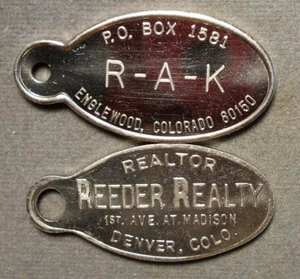 P.O. BOX 1581
R-A-K
ENGLEWOOD, COLORADO 80150
REALTOR
REEDER REALTY
1ST. AVE. AT. MADISON
DENVER, COLO.